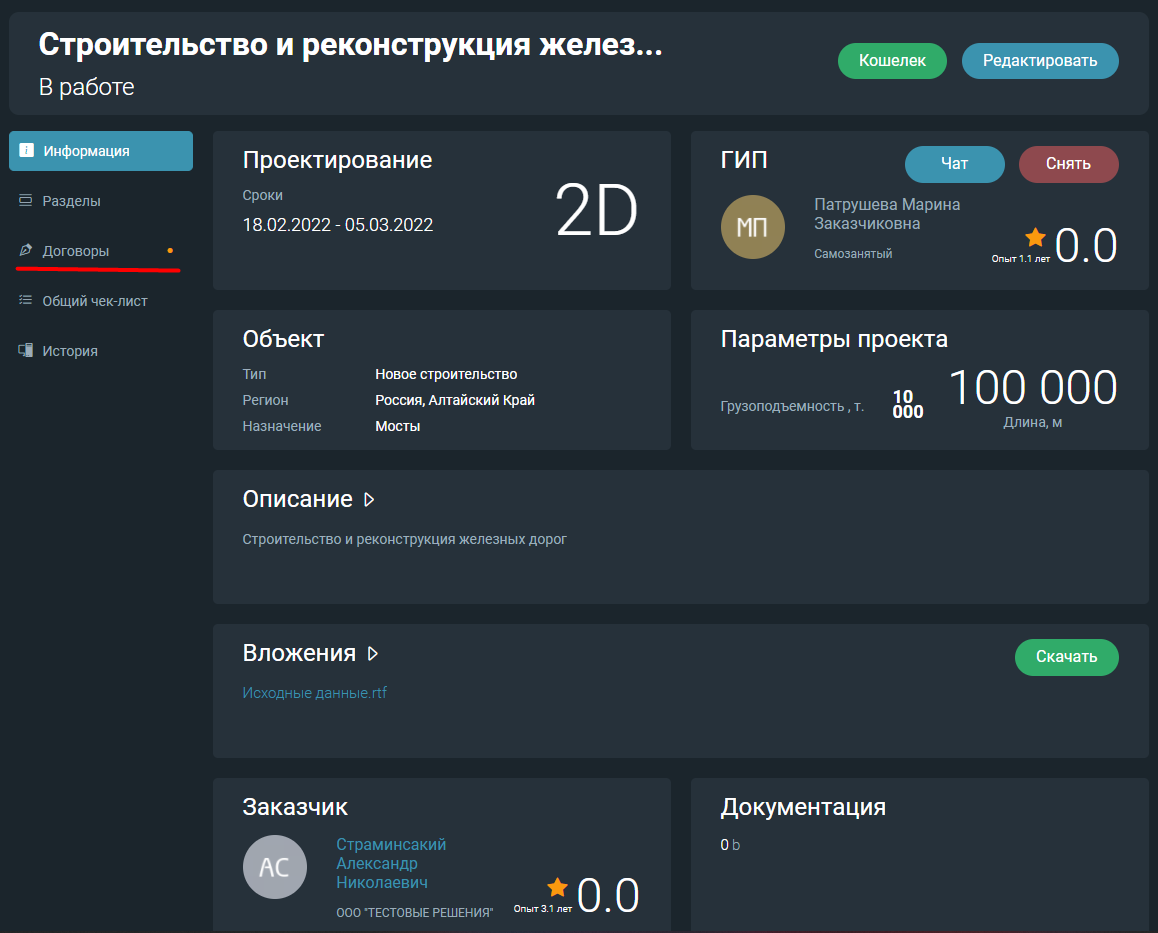 Строительство и реконструкция желез...
В работе
Кошелек
Редактировать
Информация
Разделы
Договоры
Общий чек-лист
История
Проектирование
Сроки
18.02.2022 - 05.03.2022
2D
ГИП
Чат
Снять
МП
Патрушева Марина
Заказчиковна
Самозанятый
Опыт 1.1 лет
0.0
Объект
Тип
Новое строительство
Регион
Россия, Алтайский Край
Назначение
Мосты
Параметры проекта
Грузоподъемность , т.
10
000
100 000
Длина, м
Описание
Строительство и реконструкция железных дорог
Вложения
Скачать
Исходные данные.rtf
Заказчик
АС
Страминсакий
Александр
Николаевич
ООО "ТЕСТОВЫЕ РЕШЕНИЯ"
Опыт 3.1 лет
0.0
Документация
0 b